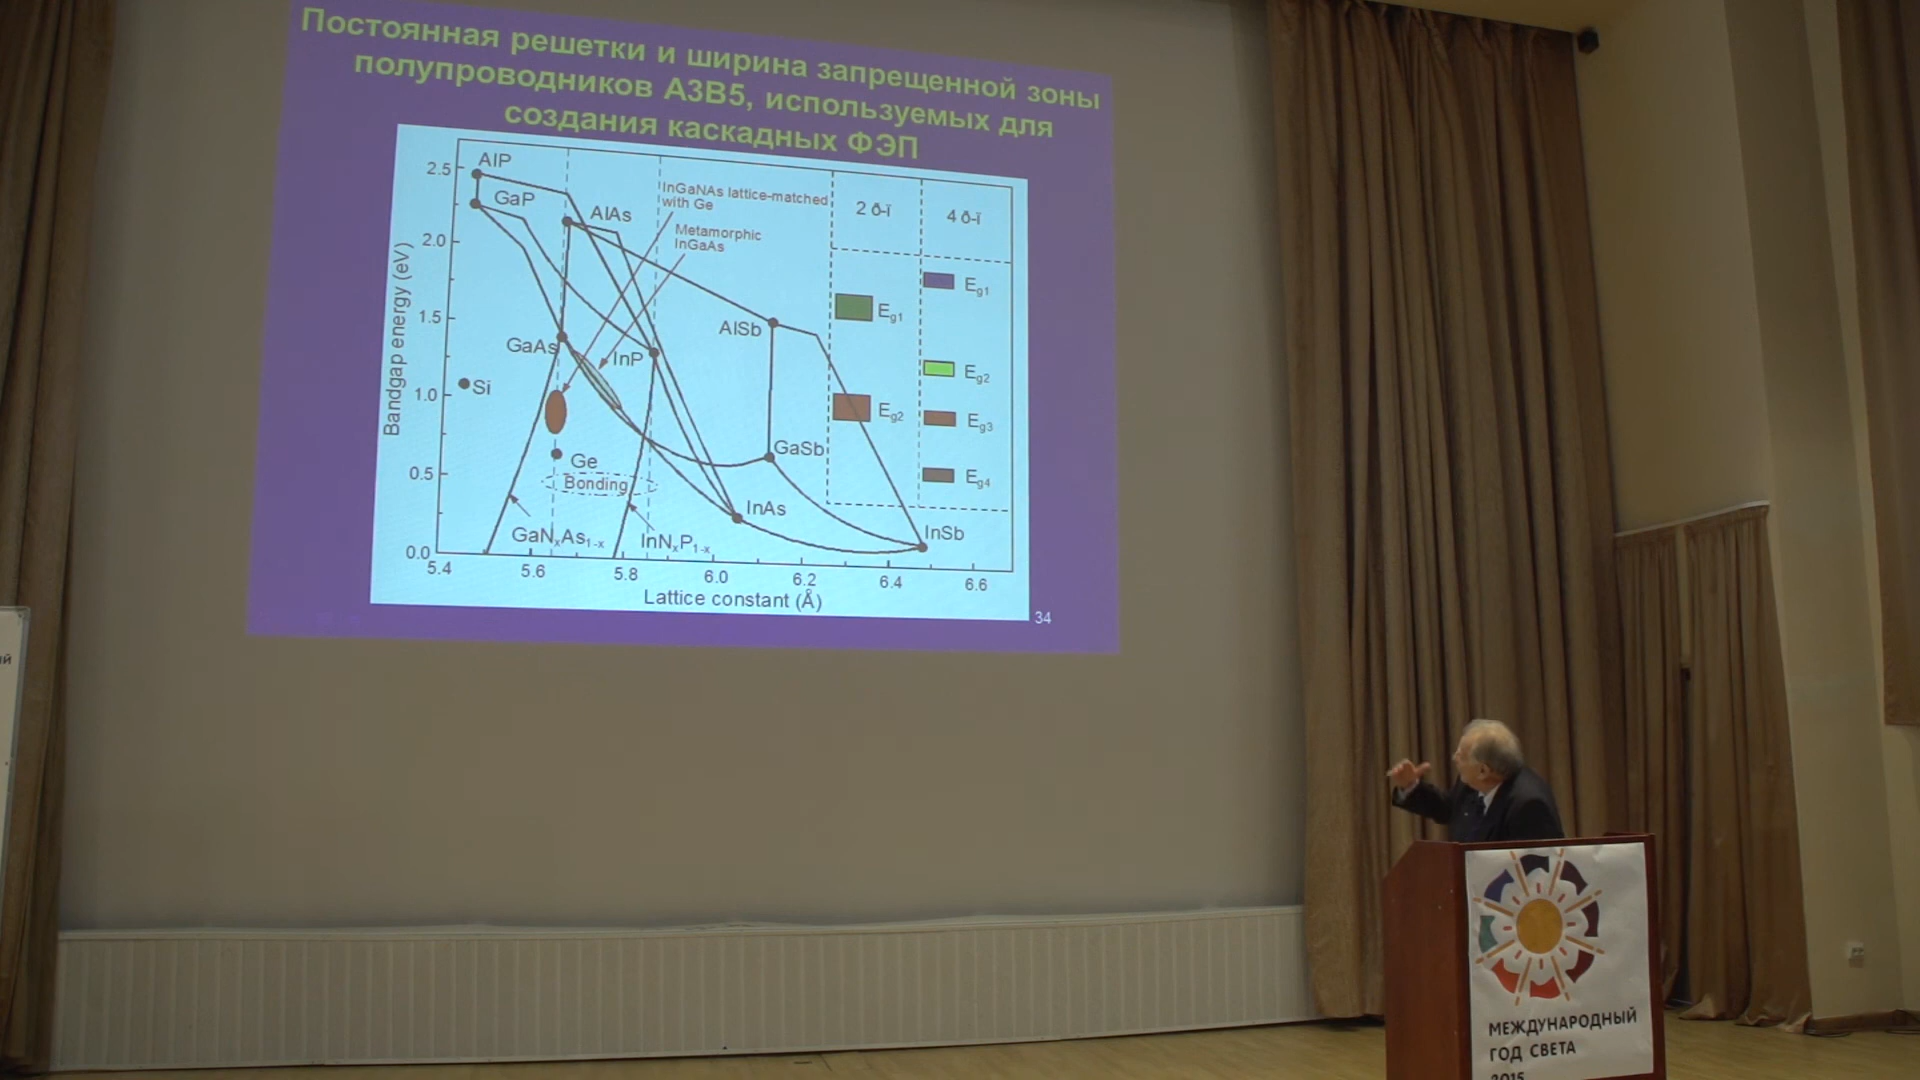 Постоянная решетки и ширина запрещенной зоны
полупроводников А3В5, используемых для
создания каскадных ФЭП
AlP
GaP
AlAs
InGaNAs lattice-matched
with Ge
Metamorphic
InGaAs
2 ð-ï
4 ð-ï
Eg1
Eg2
Eg1
Eg2
Eg3
Eg4
AlSb
GaAs
InP
Si
Ge
Bonding
GaSb
InAs
InSb
GaNxAs1-x
InNxP1-x
Bandgap energy (eV)
2.5
2.0
1.5
1.0
0.5
0.0
5.4
5.6
5.8
6.0
6.2
6.4
6.6
Lattice constant (Å)
34
ый
МЕЖДУНАРОДНЫЙ
ГОД СВЕТА
2015